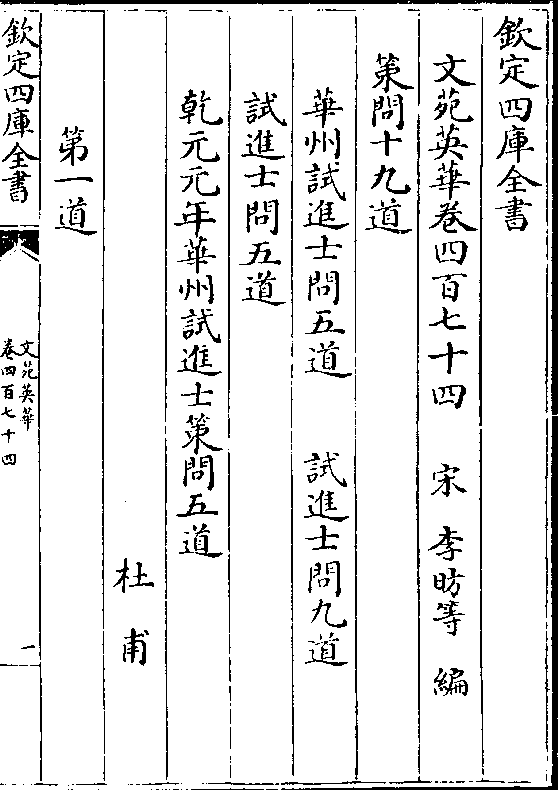 欽定四庫全書
文苑英華卷四百七十四　宋　李昉等　編
策問十九道
華州試進士問五道　試進士問九道
試進士問五道
乾元元年華州試進士策問五道
杜甫
第一道
欽定四庫全書
文苑英華
卷四百七十四
一